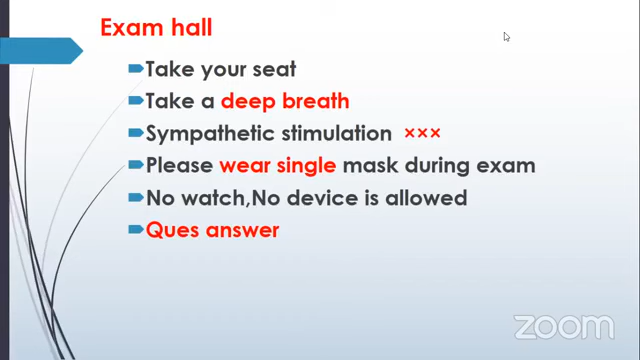 Exam hall
Take your seat
Take a deep breath
Sympathetic stimulation ×××
Please wear single mask during exam
No watch,No device is allowed
Ques answer
zoom